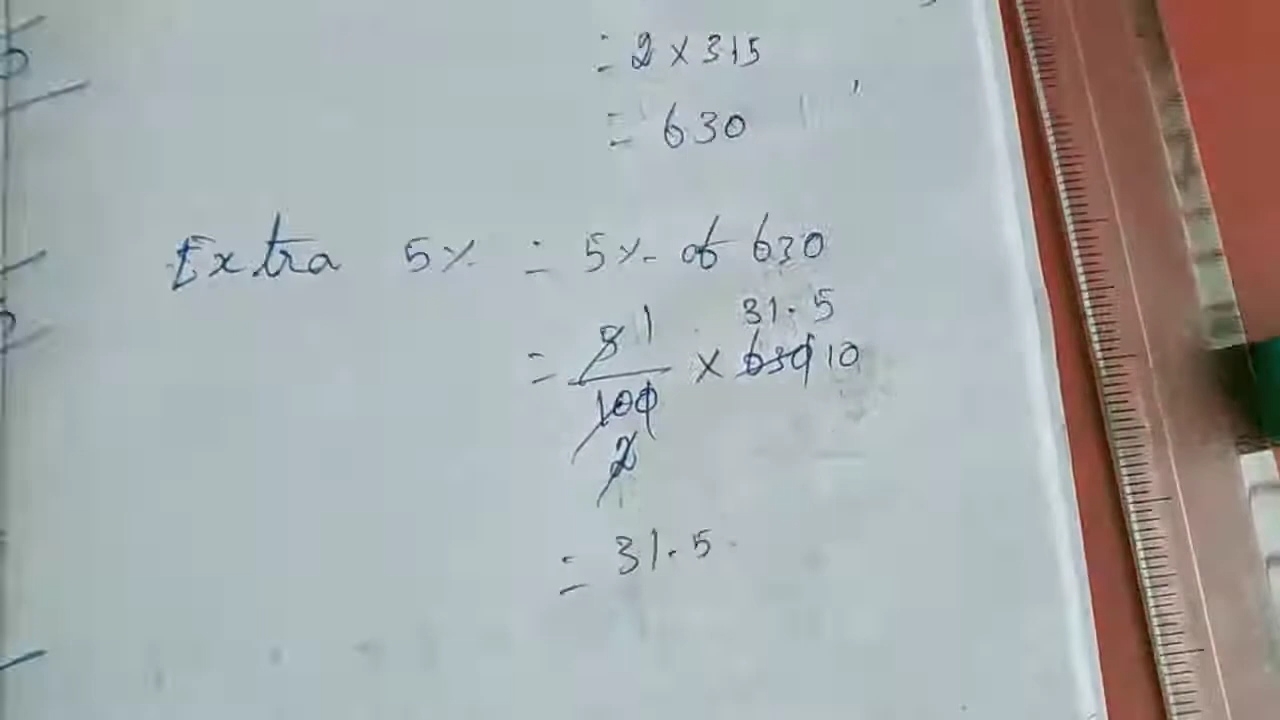 = 2 × 315
= 630
Extra 5% = 5% of 630
31.5
= 5 1 / 100 × 630 10
2
= 31.5